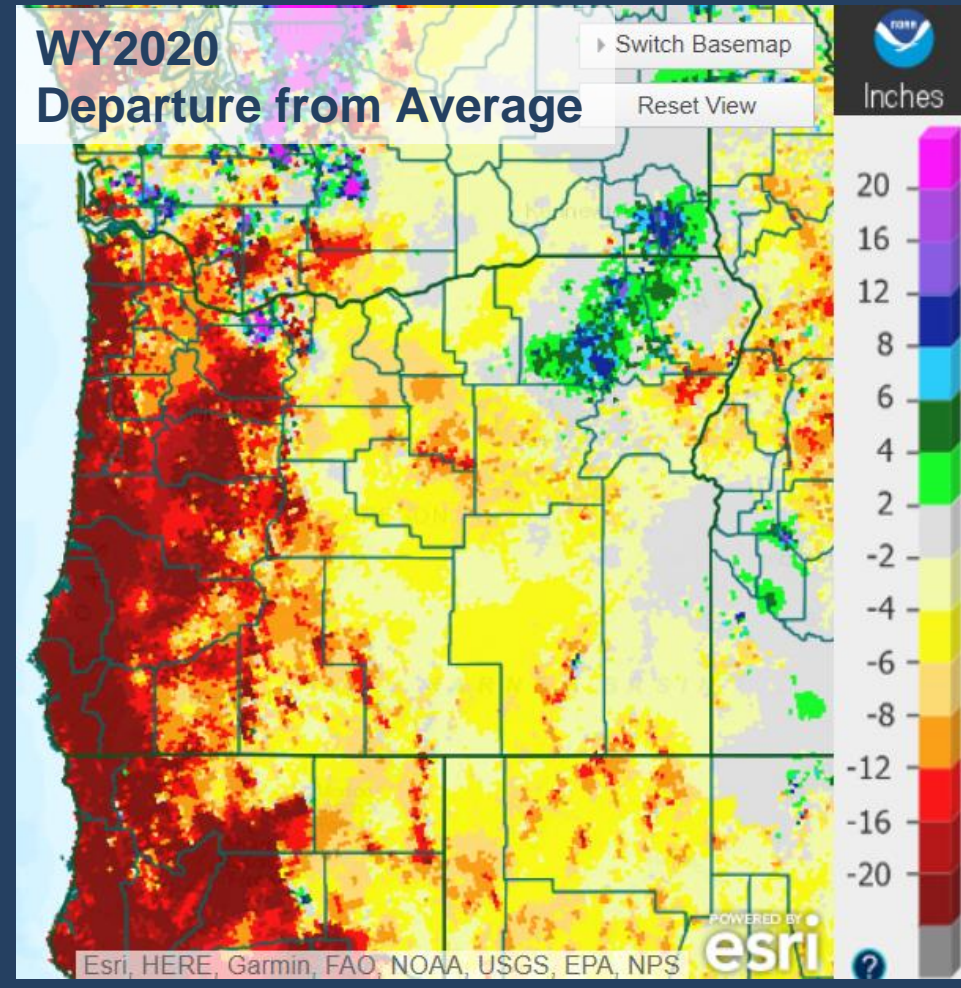 WY2020
Departure from Average
Switch Basemap
Reset View
NOAA
Inches
20
16
12
8
6
4
2
-2
-4
-6
-8
-12
-16
-20
POWERED BY
esri
Esri, HERE, Garmin, FAO, NOAA, USGS, EPA, NPS
?